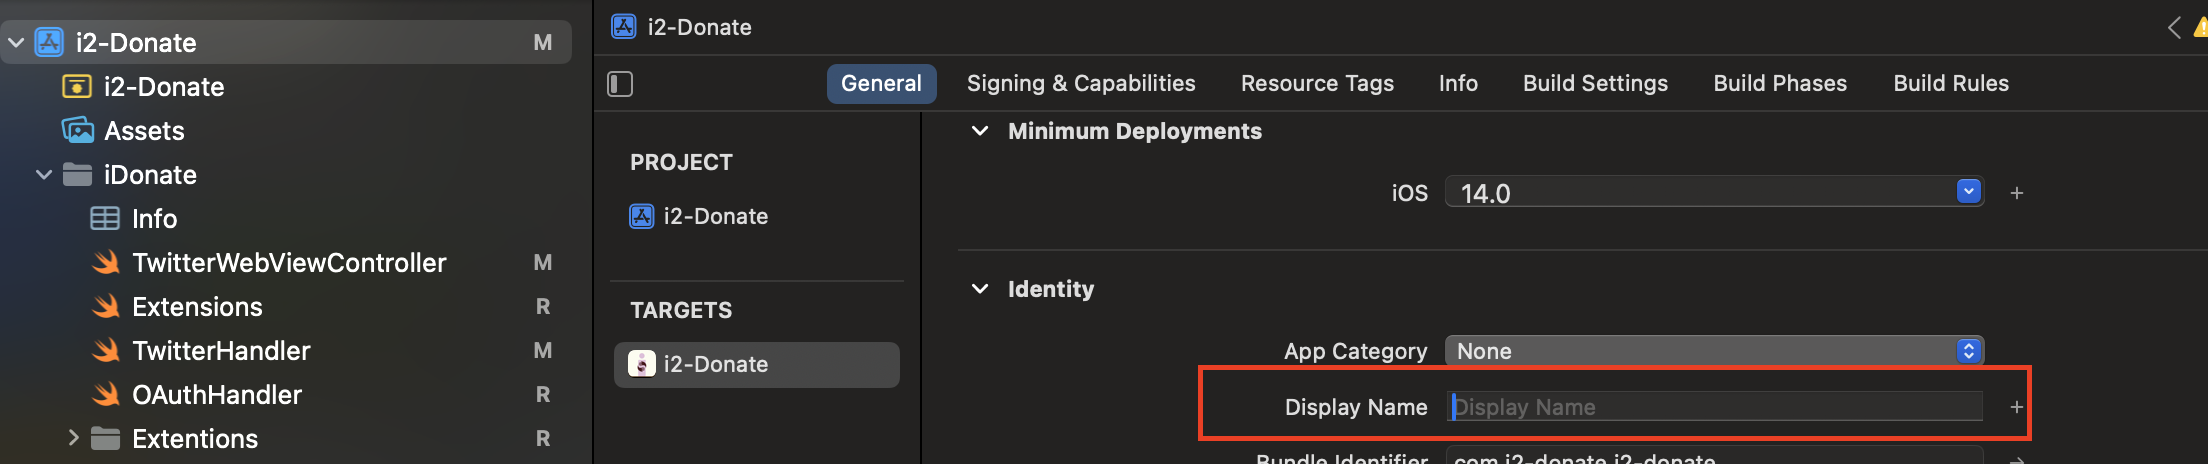 i2-Donate M
i2-Donate
Assets
iDonate
Info
TwitterWebViewController M
Extensions R
TwitterHandler M
OAuthHandler R
Extentions R
i2-Donate
General Signing & Capabilities Resource Tags Info Build Settings Build Phases Build Rules
PROJECT
i2-Donate
TARGETS
i2-Donate
Minimum Deployments
iOS 14.0
Identity
App Category None
Display Name Display Name
Bundle Identifier com.i2-donate.i2-donate